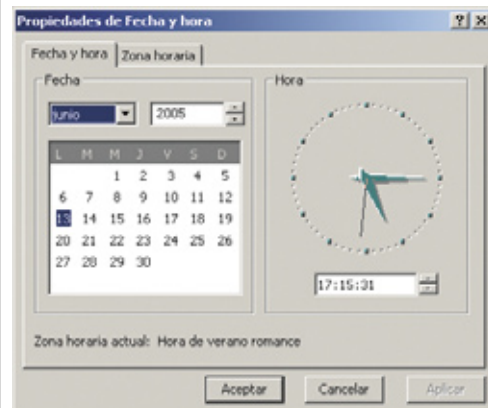 Propiedades de Fecha y hora
Fecha y hora
Zona horaria
Fecha
junio
2005
L M M J V S D
1 2 3 4 5
6 7 8 9 10 11 12
13 14 15 16 17 18 19
20 21 22 23 24 25 26
27 28 29 30
Hora
17:15:31
Zona horaria actual: Hora de verano romance
Aceptar
Cancelar
Aplicar